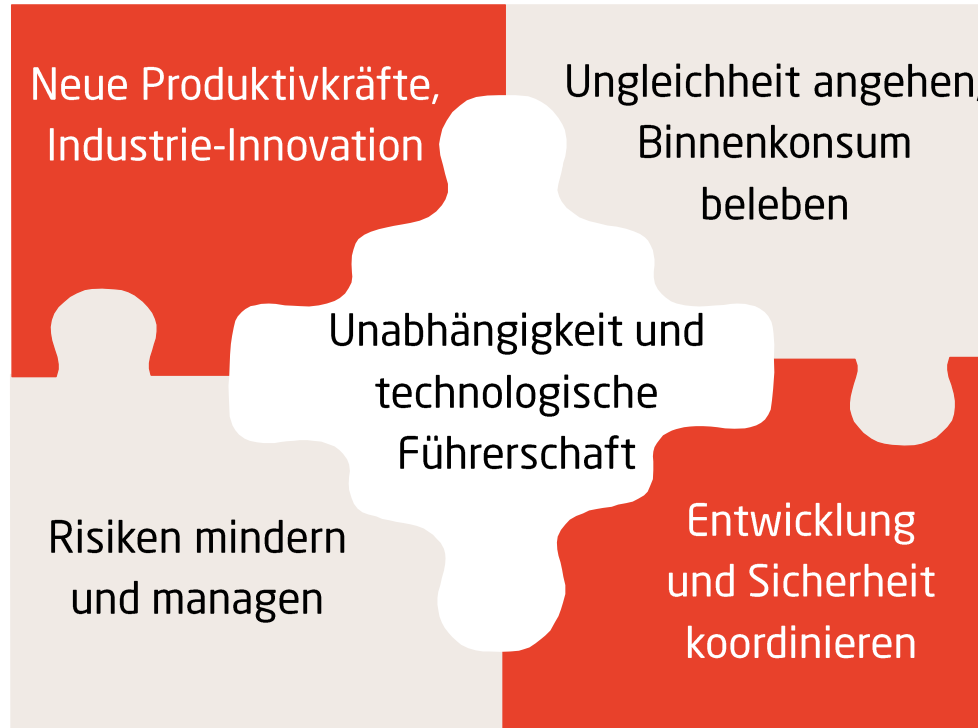 Neue Produktivkräfte,
Industrie-Innovation
Ungleichheit angehen,
Binnenkonsum
beleben
Unabhängigkeit und
technologische
Führerschaft
Risiken mindern
und managen
Entwicklung
und Sicherheit
koordinieren